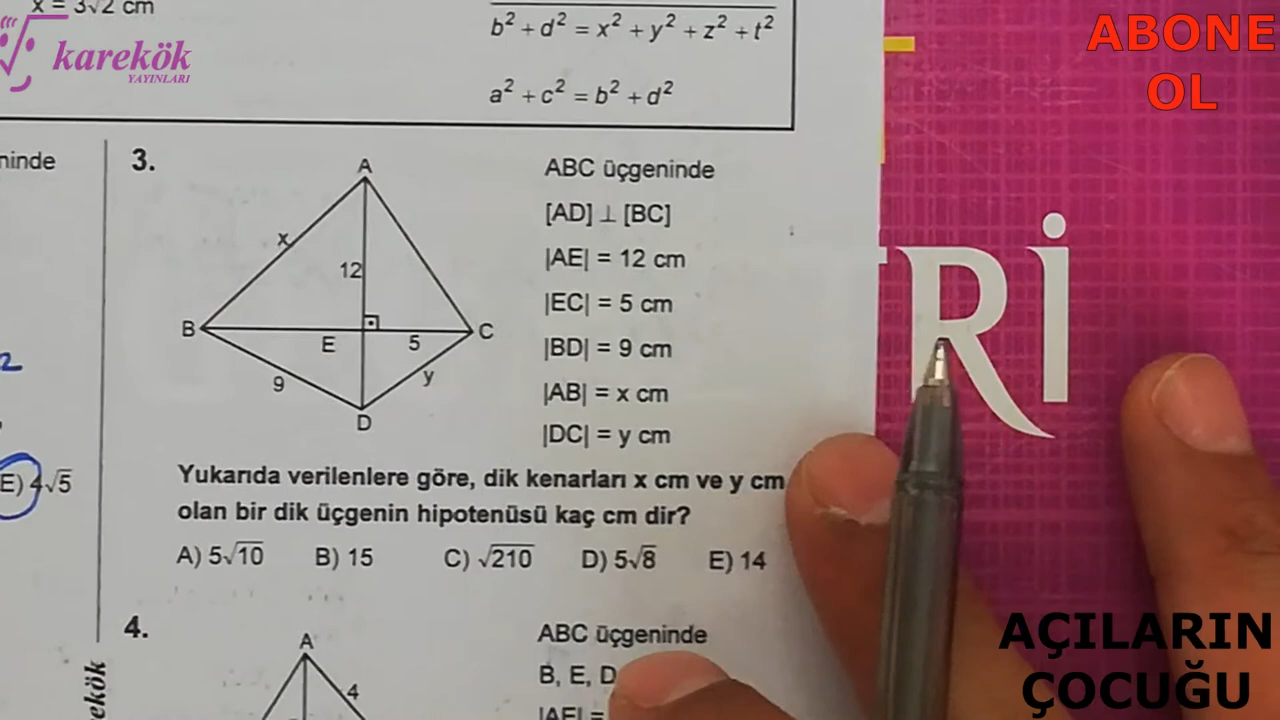 x = 3√2 cm
karekök
YAYINLARI
b² + d² = x² + y² + z² + t²
a² + c² = b² + d²
ABONE
OL
Rİ
ninde
E) 4√5
3.
A
x
12
B
E
5
C
9
y
D
ABC üçgeninde
[AD] ⊥ [BC]
|AE| = 12 cm
|EC| = 5 cm
|BD| = 9 cm
|AB| = x cm
|DC| = y cm
Yukarıda verilenlere göre, dik kenarları x cm ve y cm
olan bir dik üçgenin hipotenüsü kaç cm dir?
A) 5√10 B) 15 C) √210 D) 5√8 E) 14
4.
A
4
ABC üçgeninde
B, E, D
|AE| =
ekök
AÇILARIN
ÇOCUĞU